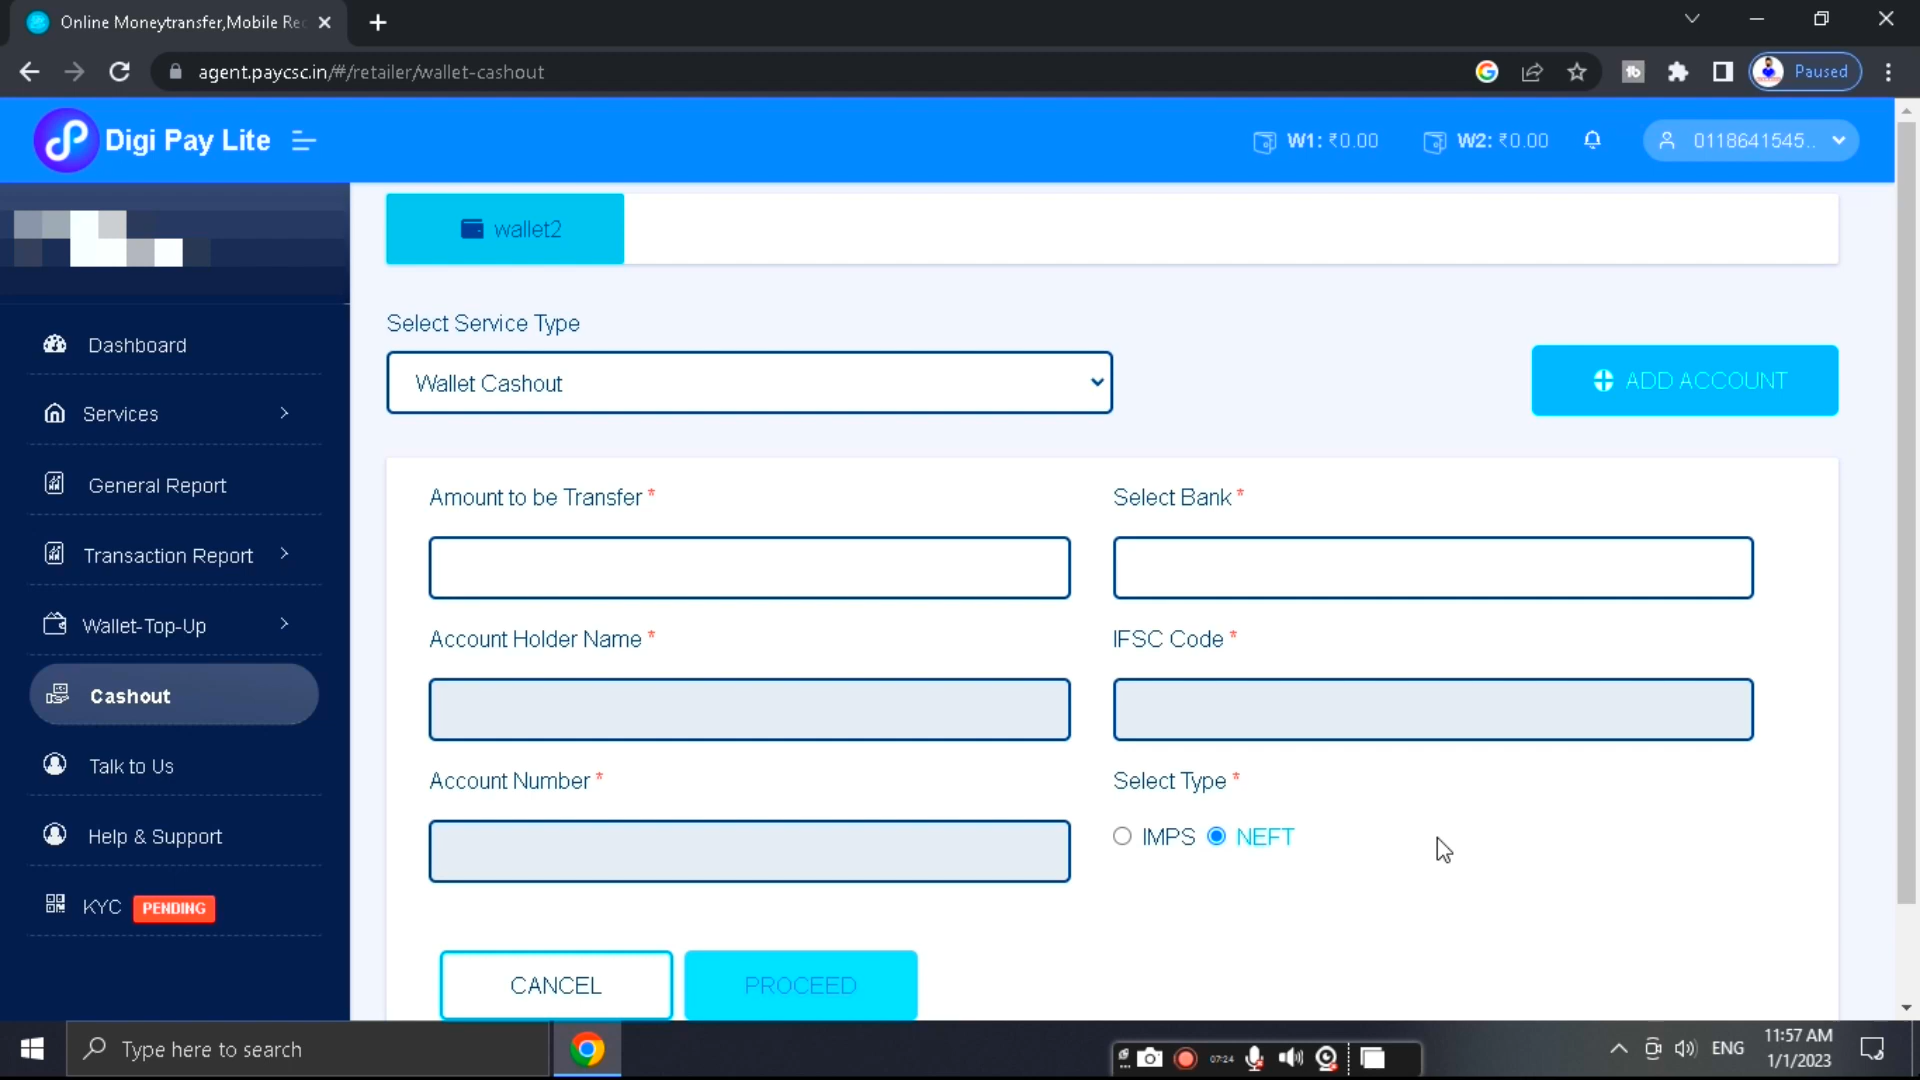 Online Moneytransfer,Mobile Re
agent.paycsc.in/#/retailer/wallet-cashout
Paused
Digi Pay Lite
W1: ₹0.00
W2: ₹0.00
0118641545..
wallet2
Select Service Type
Wallet Cashout
ADD ACCOUNT
Dashboard
Services
General Report
Transaction Report
Wallet-Top-Up
Cashout
Talk to Us
Help & Support
KYC PENDING
Amount to be Transfer *
Select Bank *
Account Holder Name *
IFSC Code *
Account Number *
Select Type *
IMPS NEFT
CANCEL
PROCEED
Type here to search
07:24
ENG
11:57 AM
1/1/2023